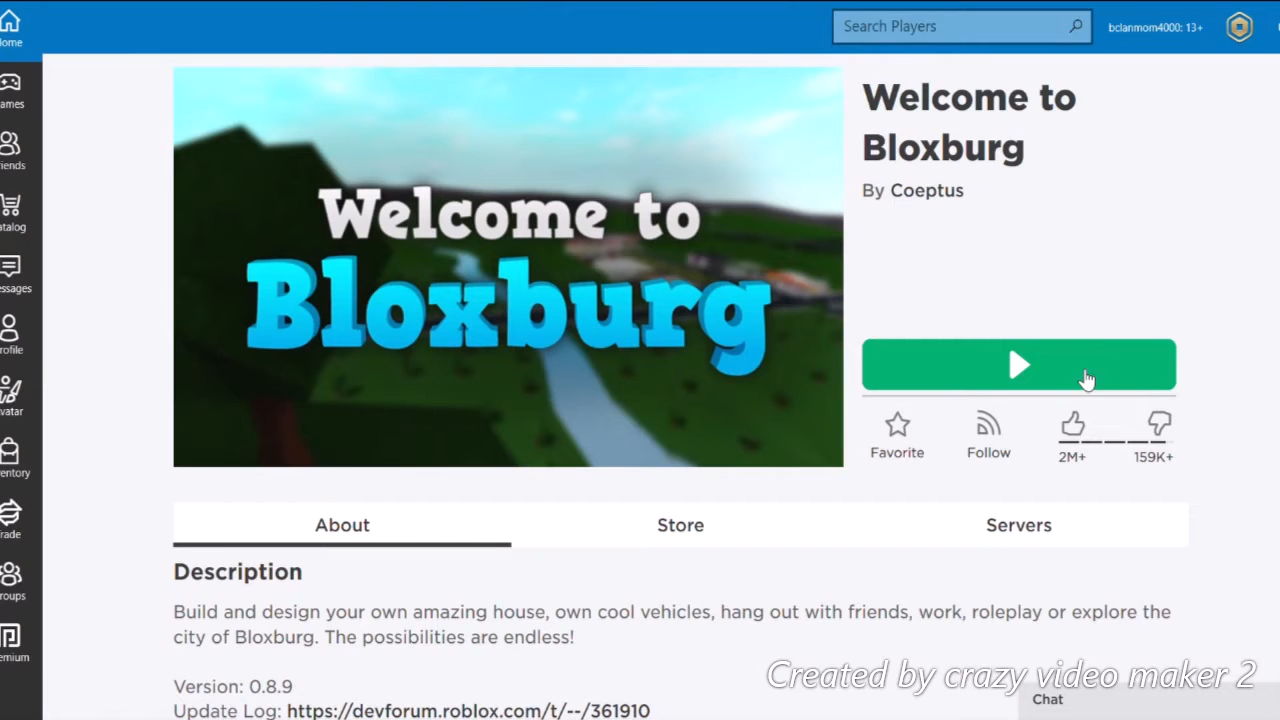 Search Players
bclanmom4000: 13+
ome
ames
iends
atalog
essages
rofile
vatar
entory
rade
roups
emium
Welcome to
Bloxburg
Welcome to
Bloxburg
By Coeptus
Favorite
Follow
2M+
159K+
About
Store
Servers
Description
Build and design your own amazing house, own cool vehicles, hang out with friends, work, roleplay or explore the
city of Bloxburg. The possibilities are endless!
Version: 0.8.9
Update Log: https://devforum.roblox.com/t/--/361910
Created by crazy video maker 2
Chat